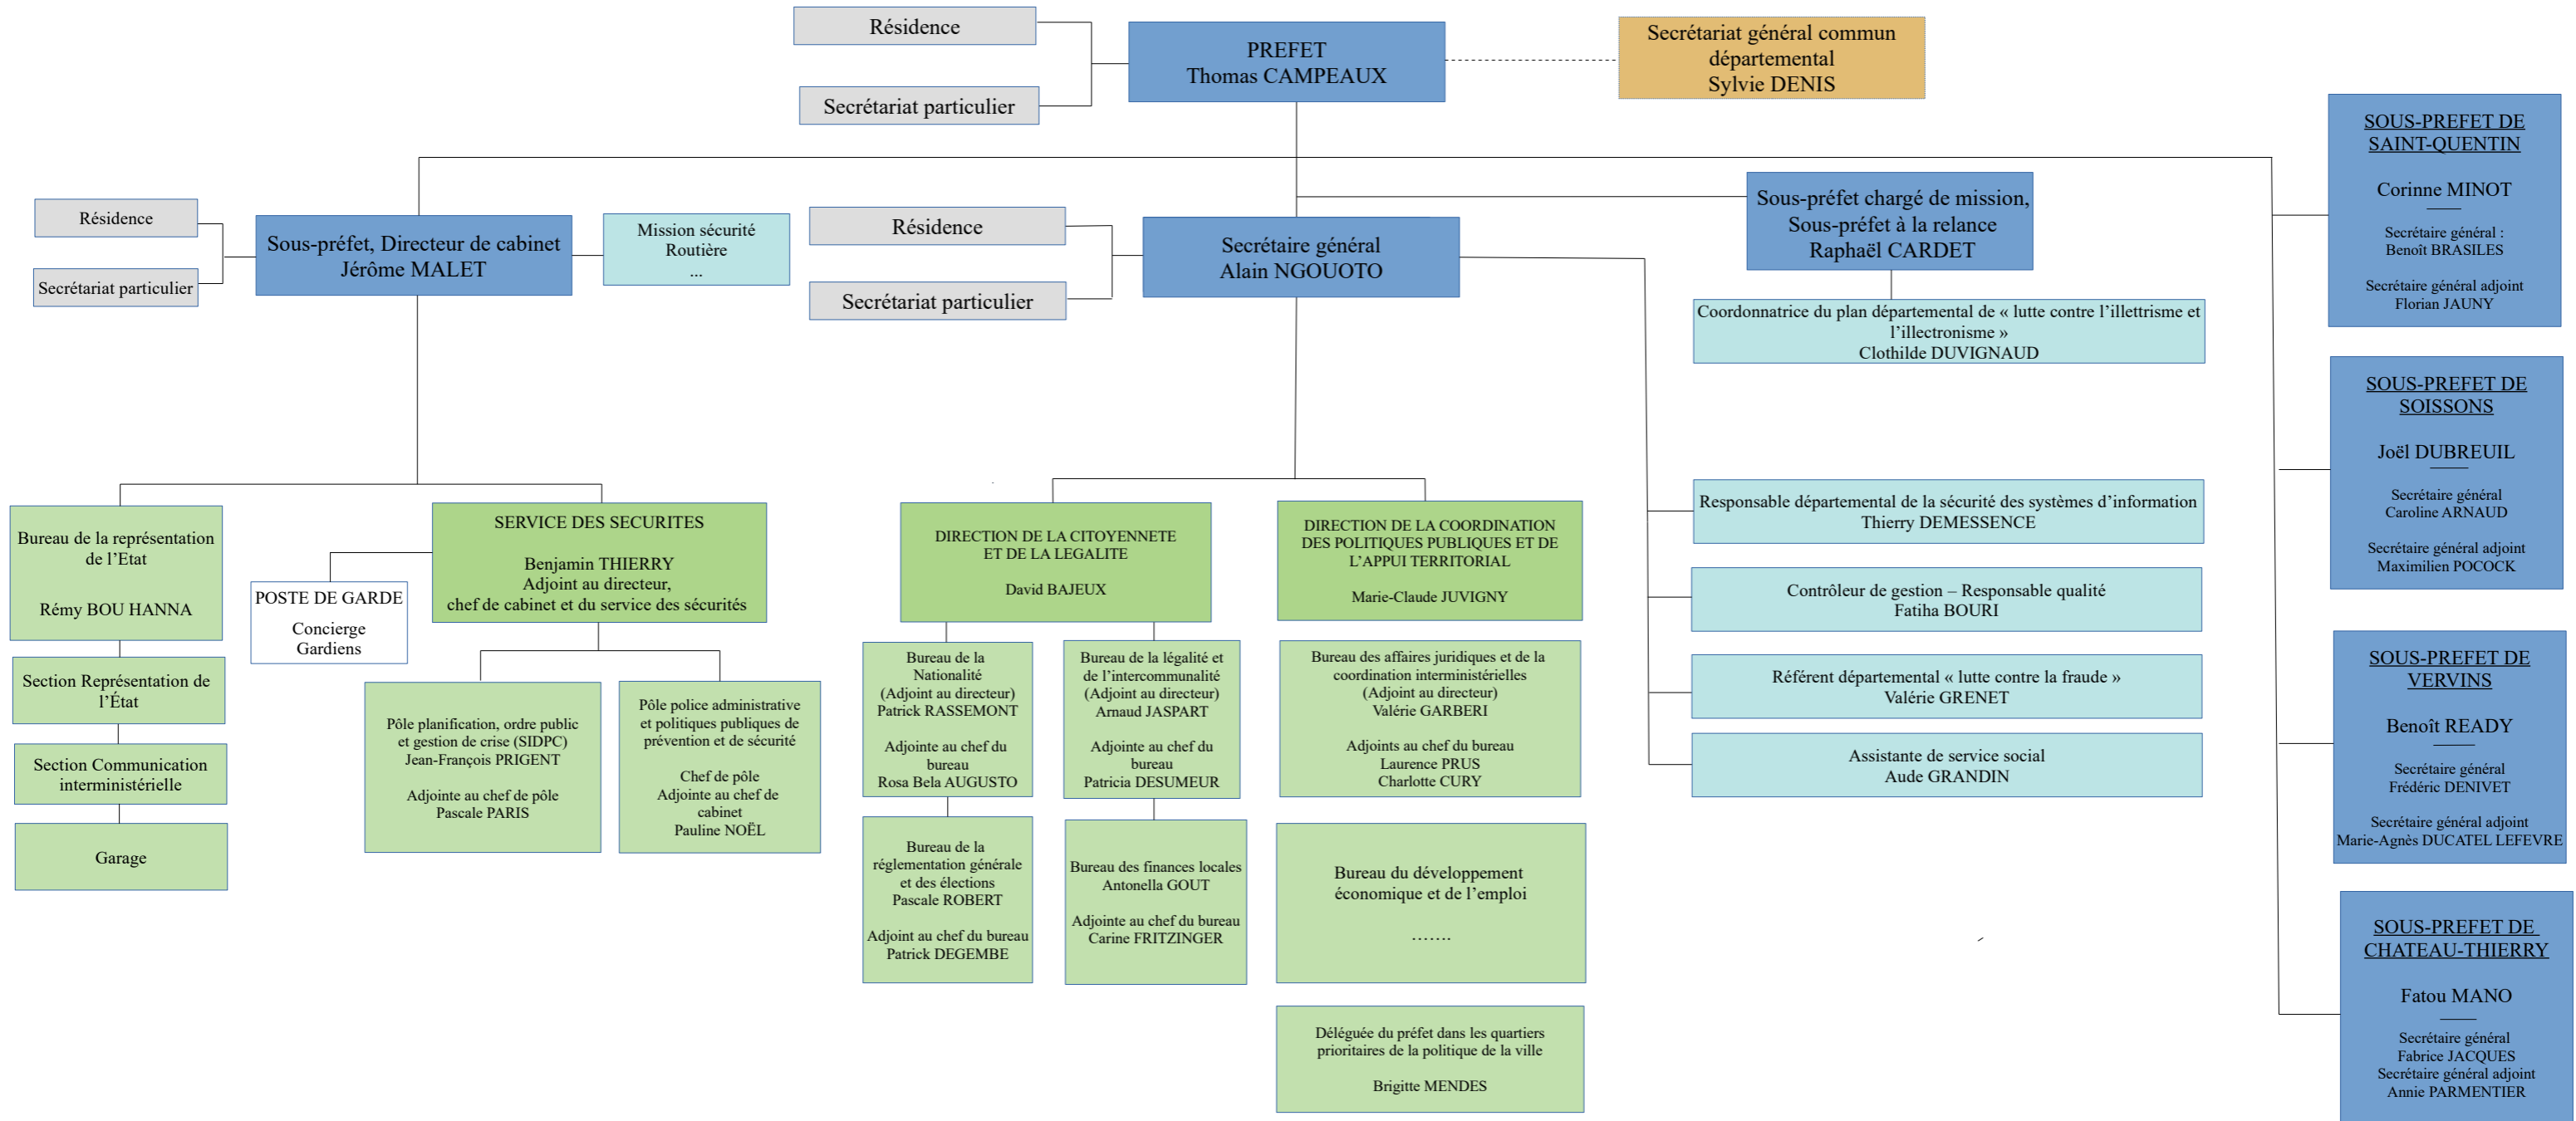 Résidence
Secrétariat particulier
PREFET
Thomas CAMPEAUX
Secrétariat général commun
départemental
Sylvie DENIS
Résidence
Secrétariat particulier
Sous-préfet, Directeur de cabinet
Jérôme MALET
Mission sécurité
Routière
...
Résidence
Secrétariat particulier
Secrétaire général
Alain NGOUOTO
Sous-préfet chargé de mission,
Sous-préfet à la relance
Raphaël CARDET
Coordonnatrice du plan départemental de « lutte contre l’illettrisme et
l’illectronisme »
Clothilde DUVIGNAUD
SOUS-PREFET DE
SAINT-QUENTIN
Corinne MINOT
Secrétaire général :
Benoît BRASILES
Secrétaire général adjoint
Florian JAUNY
SOUS-PREFET DE
SOISSONS
Joël DUBREUIL
Secrétaire général
Caroline ARNAUD
Secrétaire général adjoint
Maximilien POCOCK
SOUS-PREFET DE
VERVINS
Benoît READY
Secrétaire général
Frédéric DENIVET
Secrétaire général adjoint
Marie-Agnès DUCATEL LEFEVRE
SOUS-PREFET DE
CHATEAU-THIERRY
Fatou MANO
Secrétaire général
Fabrice JACQUES
Secrétaire général adjoint
Annie PARMENTIER
Bureau de la représentation
de l’Etat
Rémy BOU HANNA
Section Représentation de
l’État
Section Communication
interministérielle
Garage
POSTE DE GARDE
Concierge
Gardiens
SERVICE DES SECURITES
Benjamin THIERRY
Adjoint au directeur,
chef de cabinet et du service des sécurités
Pôle planification, ordre public
et gestion de crise (SIDPC)
Jean-François PRIGENT
Adjointe au chef de pôle
Pascale PARIS
Pôle police administrative
et politiques publiques de
prévention et de sécurité
Chef de pôle
Adjointe au chef de
cabinet
Pauline NOËL
DIRECTION DE LA CITOYENNETE
ET DE LA LEGALITE
David BAJEUX
Bureau de la
Nationalité
(Adjoint au directeur)
Patrick RASSEMONT
Adjointe au chef du
bureau
Rosa Bela AUGUSTO
Bureau de la
réglementation générale
et des élections
Pascale ROBERT
Adjoint au chef du bureau
Patrick DEGEMBE
Bureau de la légalité et
de l’intercommunalité
(Adjoint au directeur)
Arnaud JASPART
Adjointe au chef du
bureau
Patricia DESUMEUR
Bureau des finances locales
Antonella GOUT
Adjointe au chef du bureau
Carine FRITZINGER
DIRECTION DE LA COORDINATION
DES POLITIQUES PUBLIQUES ET DE
L’APPUI TERRITORIAL
Marie-Claude JUVIGNY
Bureau des affaires juridiques et de la
coordination interministérielles
(Adjoint au directeur)
Valérie GARBERI
Adjoints au chef du bureau
Laurence PRUS
Charlotte CURY
Bureau du développement
économique et de l’emploi
…….
Déléguée du préfet dans les quartiers
prioritaires de la politique de la ville
Brigitte MENDES
Responsable départemental de la sécurité des systèmes d’information
Thierry DEMESSENCE
Contrôleur de gestion – Responsable qualité
Fatiha BOURI
Référent départemental « lutte contre la fraude »
Valérie GRENET
Assistante de service social
Aude GRANDIN